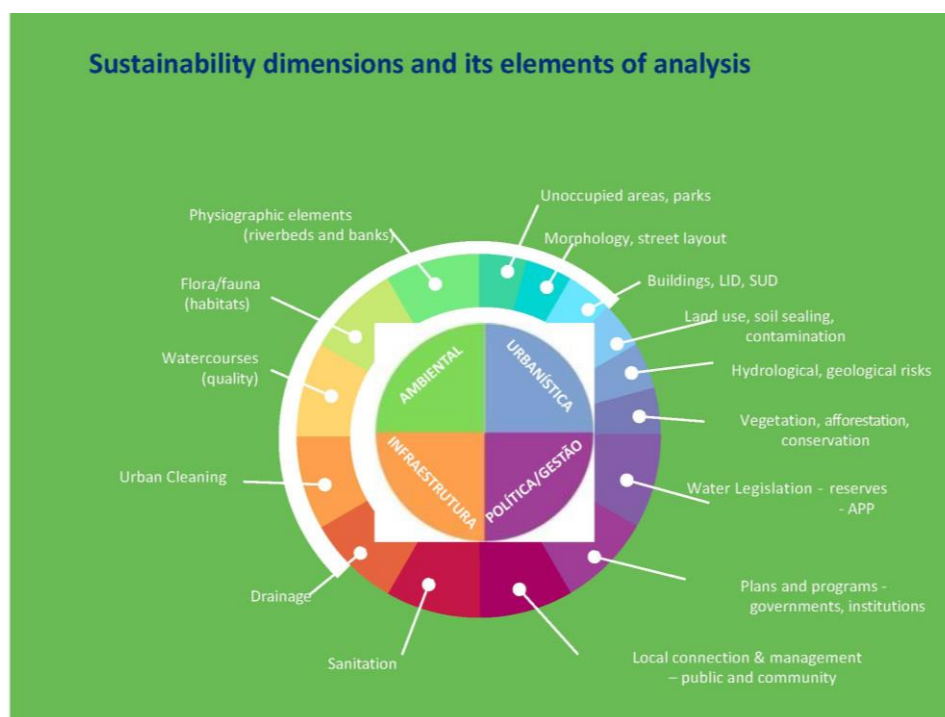 Sustainability dimensions and its elements of analysis
Unoccupied areas, parks
Physiographic elements
(riverbeds and banks)
Morphology, street layout
Flora/fauna
(habitats)
Buildings, LID, SUD
Land use, soil sealing,
contamination
Watercourses
(quality)
Hydrological, geological risks
AMBIENTAL
URBANÍSTICA
Vegetation, afforestation,
conservation
INFRAESTRUTURA
POLÍTICA/GESTÃO
Urban Cleaning
Water Legislation - reserves
- APP
Drainage
Plans and programs -
governments, institutions
Sanitation
Local connection & management
– public and community